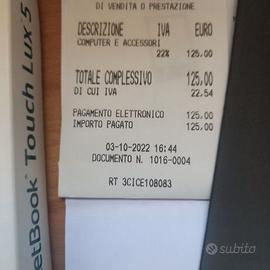 etBook Touch Lux 5
DI VENDITA O PRESTAZIONE
DESCRIZIONE IVA EURO
COMPUTER E ACCESSORI
22% 125,00
TOTALE COMPLESSIVO 125,00
DI CUI IVA 22,54
PAGAMENTO ELETTRONICO 125,00
IMPORTO PAGATO 125,00
03-10-2022 16:44
DOCUMENTO N. 1016-0004
RT 3CICE108083
subito